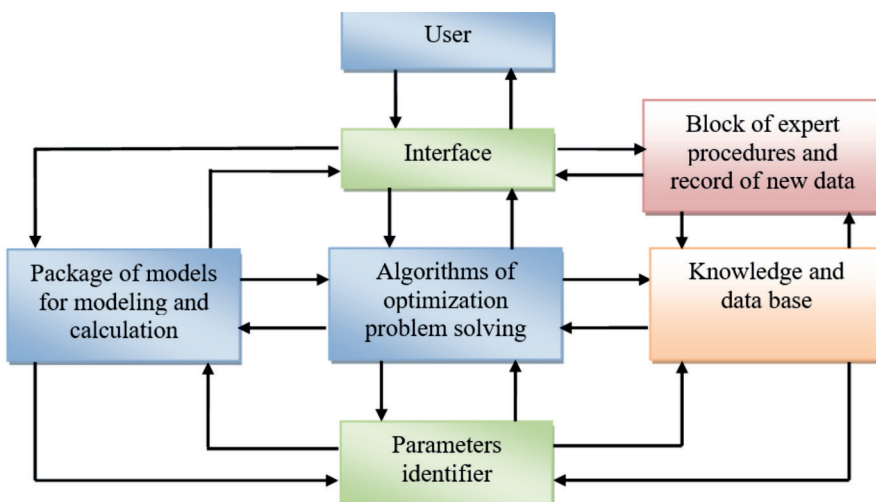 User
Interface
Block of expert
procedures and
record of new data
Package of models
for modeling and
calculation
Algorithms of
optimization
problem solving
Knowledge and
data base
Parameters
identifier